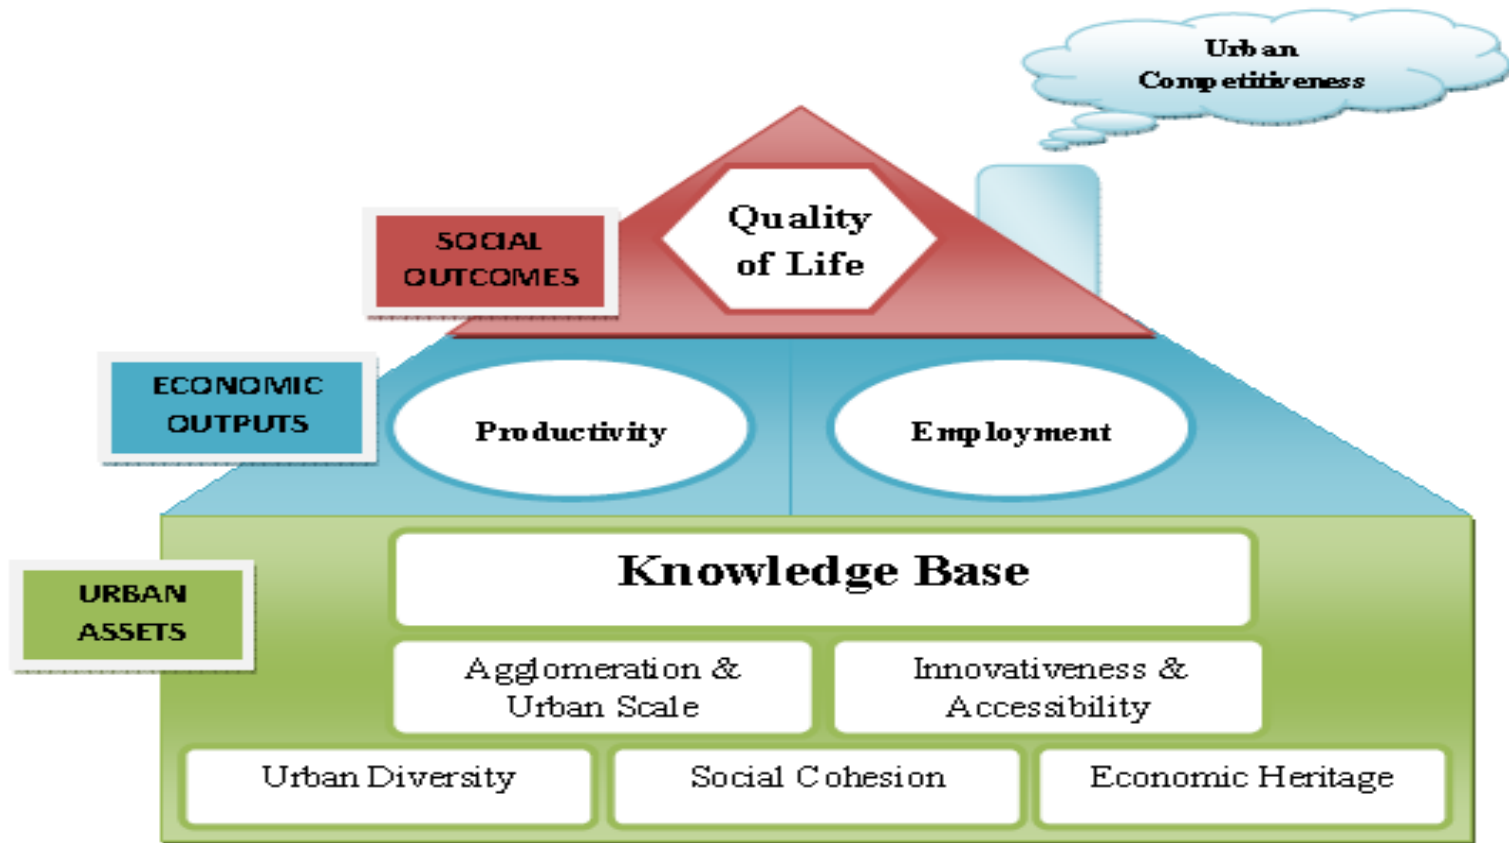 Urban
Competitiveness
Quality
of Life
SOCIAL
OUTCOMES
ECONOMIC
OUTPUTS
Productivity
Employment
Knowledge Base
URBAN
ASSETS
Agglomeration &
Urban Scale
Innovativeness &
Accessibility
Urban Diversity
Social Cohesion
Economic Heritage